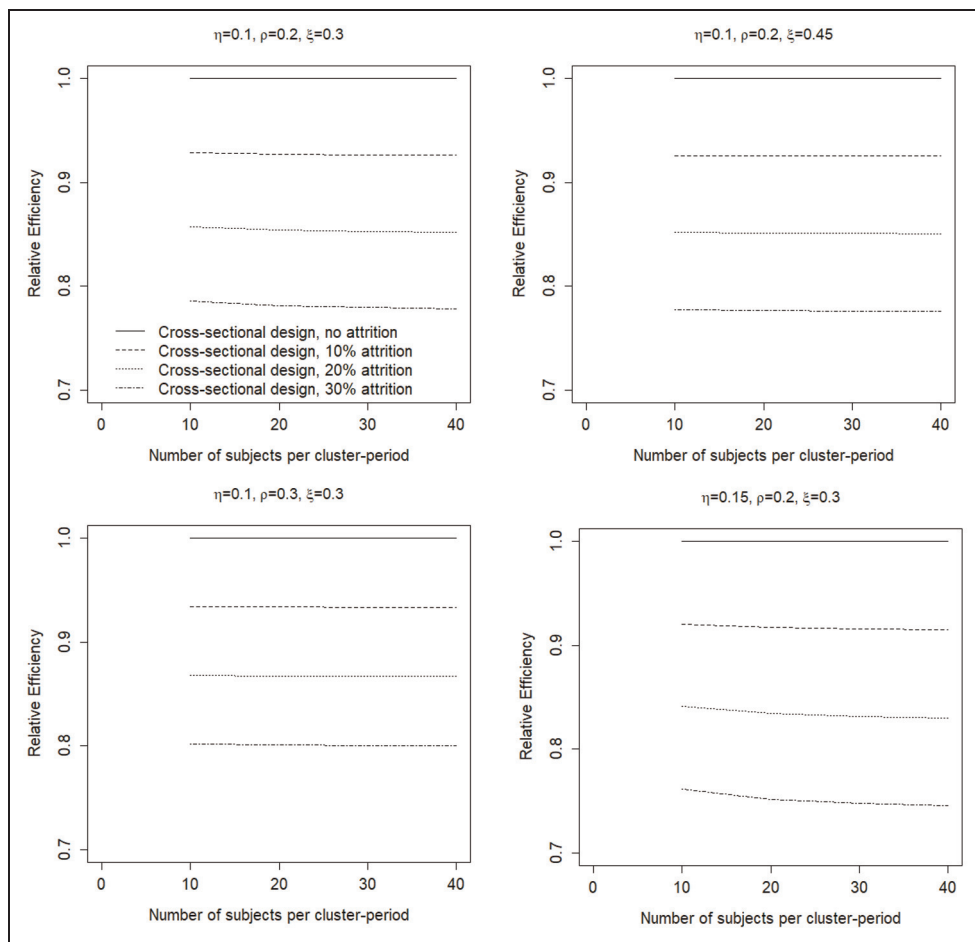 η=0.1, ρ=0.2, ξ=0.3
1.0
0.9
0.8
0.7
Relative Efficiency
Cross-sectional design, no attrition
Cross-sectional design, 10% attrition
Cross-sectional design, 20% attrition
Cross-sectional design, 30% attrition
0 10 20 30 40
Number of subjects per cluster-period
η=0.1, ρ=0.2, ξ=0.45
1.0
0.9
0.8
0.7
Relative Efficiency
0 10 20 30 40
Number of subjects per cluster-period
η=0.1, ρ=0.3, ξ=0.3
1.0
0.9
0.8
0.7
Relative Efficiency
0 10 20 30 40
Number of subjects per cluster-period
η=0.15, ρ=0.2, ξ=0.3
1.0
0.9
0.8
0.7
Relative Efficiency
0 10 20 30 40
Number of subjects per cluster-period